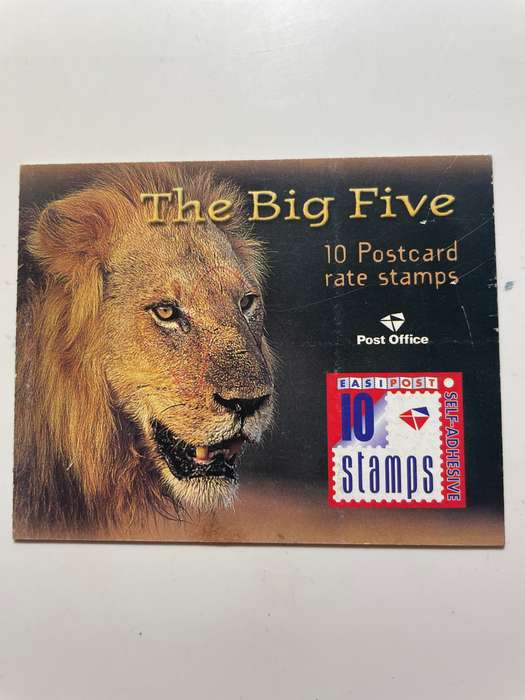 The Big Five
10 Postcard
rate stamps
Post Office
EASIPOST
10
stamps
SELF-ADHESIVE